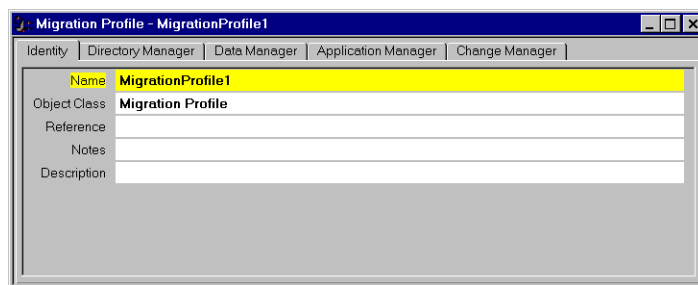 Migration Profile - MigrationProfile1
Identity Directory Manager Data Manager Application Manager Change Manager
Name MigrationProfile1
Object Class Migration Profile
Reference
Notes
Description